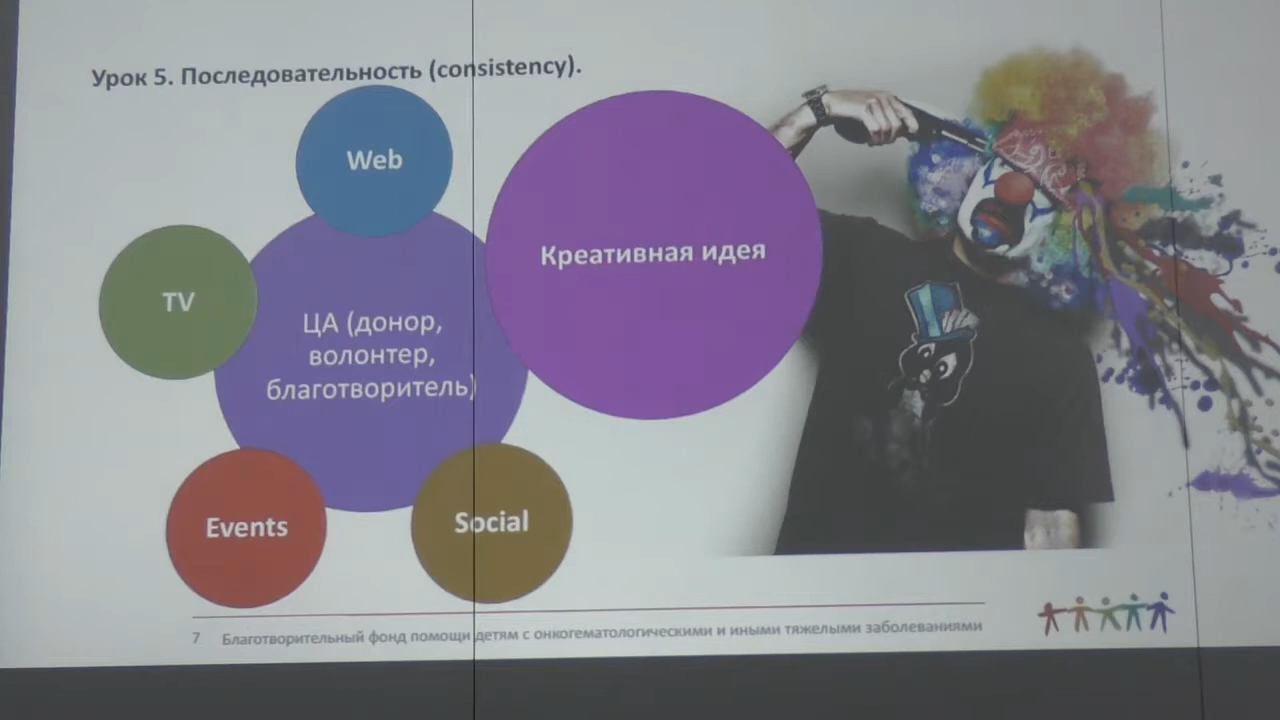 Урок 5. Последовательность (consistency).
Web
Креативная идея
TV
ЦА (донор,
волонтер,
благотворитель)
Events
Social
7 Благотворительный фонд помощи детям с онкогематологическими и иными тяжелыми заболеваниями